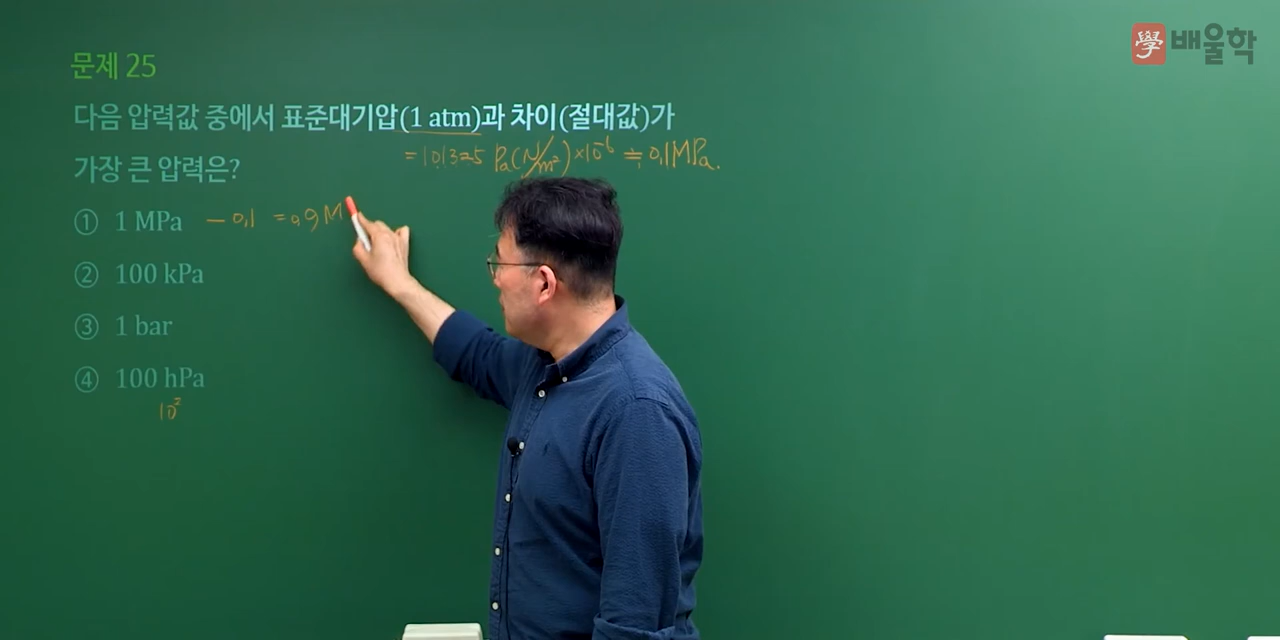 學 배울학
문제 25
다음 압력값 중에서 표준대기압(1 atm)과 차이(절대값)가
=101325 Pa(N/m²)×10⁻⁶ ≒ 0.1MPa.
가장 큰 압력은?
① 1 MPa - 0.1 = 0.9 M
② 100 kPa
③ 1 bar
④ 100 hPa
10²